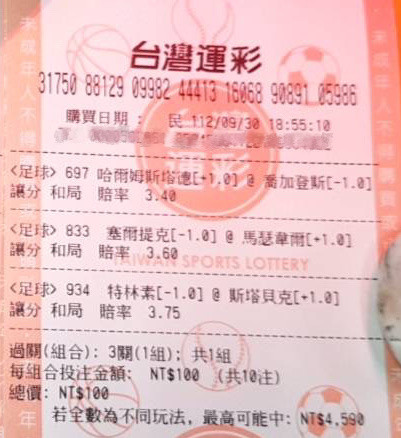 台灣運彩
31750 88129 09982 44413 16068 90891 05986
購買日期： 民 112/09/30 18:55:10
運彩
<足球> 697 哈爾姆斯塔德[+1.0] @ 喬加登斯[-1.0]
讓分 和局 賠率 3.40
<足球> 833 塞爾提克[-1.0] @ 馬瑟韋爾[+1.0]
讓分 和局 賠率 3.60
TAIWAN SPORTS LOTTERY
<足球> 934 特林素[-1.0] @ 斯塔貝克[+1.0]
讓分 和局 賠率 3.75
過關(組合): 3關(1組); 共1組
每組合投注金額: NT$100 (共10注)
總價: NT$100
若全數為不同玩法, 最高可能中: NT$4,590